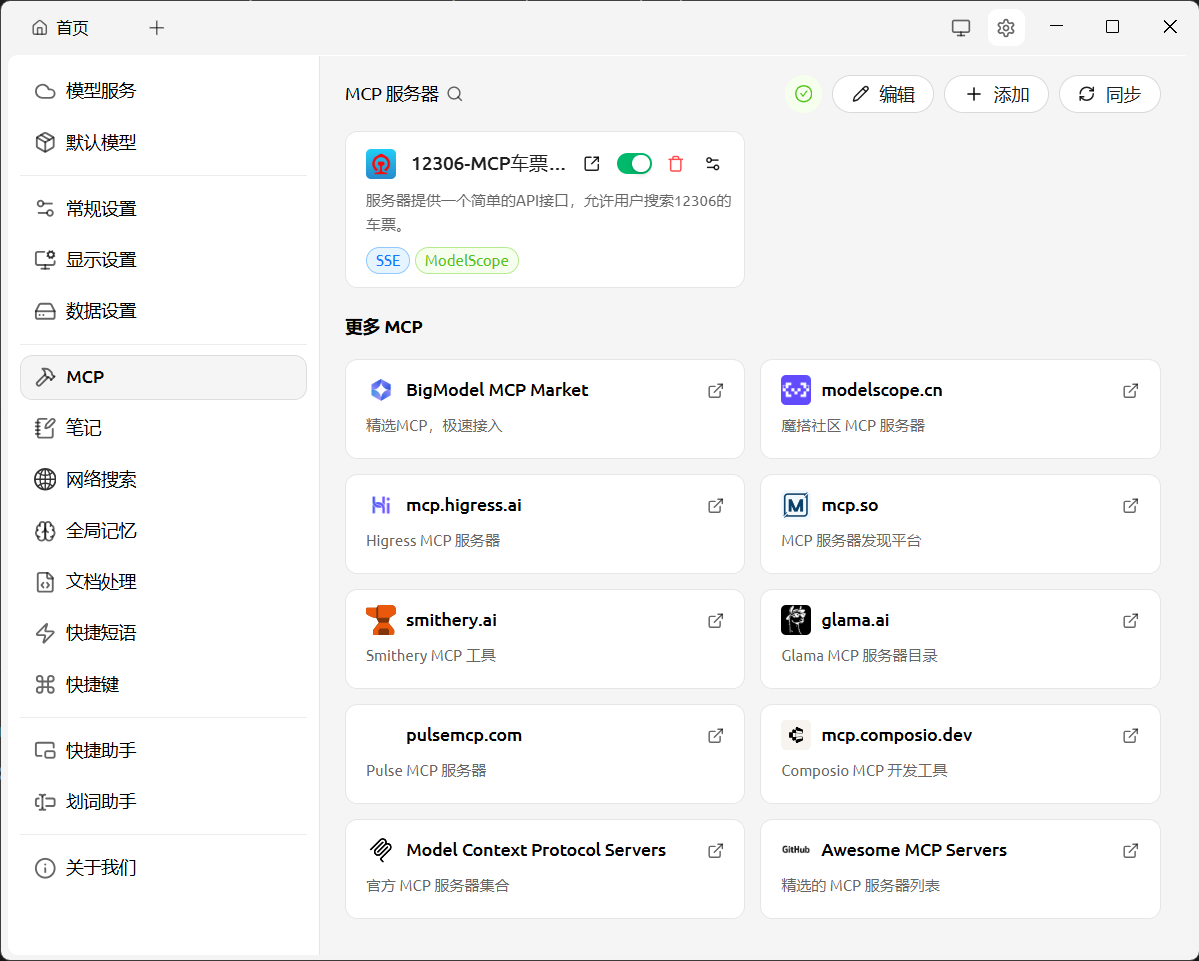 首页
模型服务
默认模型
常规设置
显示设置
数据设置
MCP
笔记
网络搜索
全局记忆
文档处理
快捷短语
快捷键
快捷助手
划词助手
关于我们
MCP 服务器
编辑
添加
同步
12306-MCP车票...
服务器提供一个简单的API接口，允许用户搜索12306的
车票。
SSE ModelScope
更多 MCP
BigModel MCP Market
精选MCP，极速接入
modelscope.cn
魔搭社区 MCP 服务器
Hi mcp.higress.ai
Higress MCP 服务器
M mcp.so
MCP 服务器发现平台
smithery.ai
Smithery MCP 工具
glama.ai
Glama MCP 服务器目录
pulsemcp.com
Pulse MCP 服务器
mcp.composio.dev
Composio MCP 开发工具
Model Context Protocol Servers
官方 MCP 服务器集合
GitHub Awesome MCP Servers
精选的 MCP 服务器列表